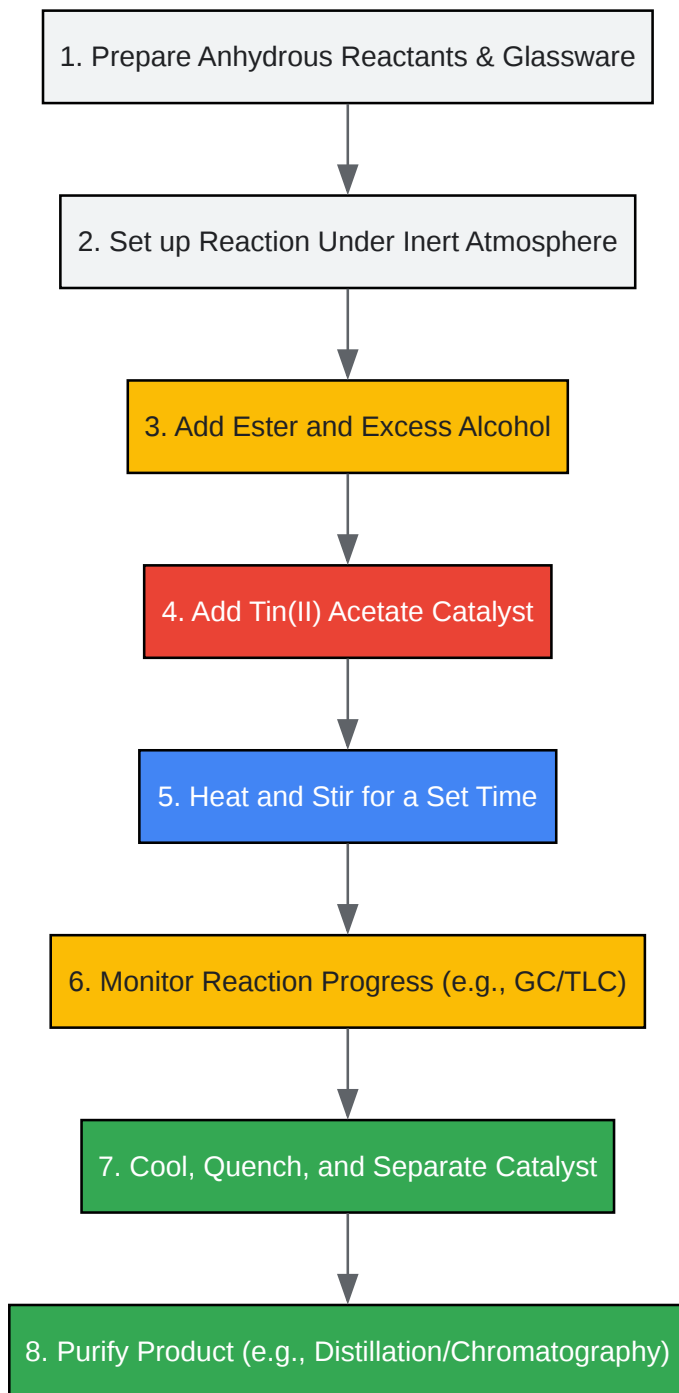 1. Prepare Anhydrous Reactants & Glassware
2. Set up Reaction Under Inert Atmosphere
3. Add Ester and Excess Alcohol
4. Add Tin(II) Acetate Catalyst
5. Heat and Stir for a Set Time
6. Monitor Reaction Progress (e.g., GC/TLC)
7. Cool, Quench, and Separate Catalyst
8. Purify Product (e.g., Distillation/Chromatography)